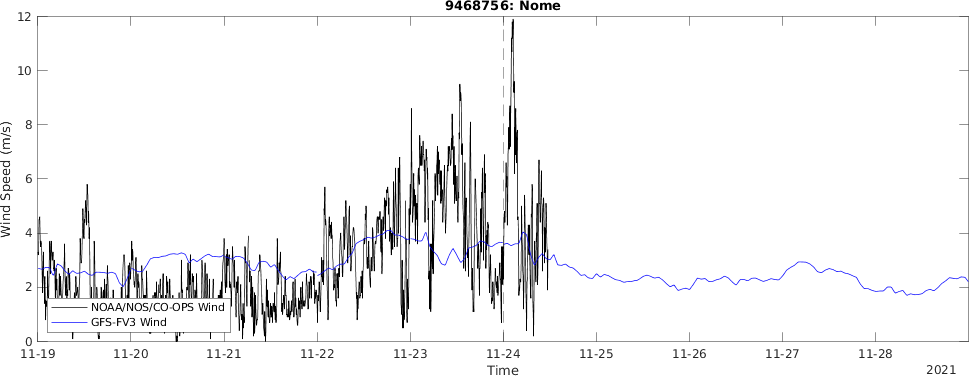 9468756: Nome
12
10
8
6
4
2
0
Wind Speed (m/s)
NOAA/NOS/CO-OPS Wind
GFS-FV3 Wind
11-19 11-20 11-21 11-22 11-23 11-24 11-25 11-26 11-27 11-28
Time
2021